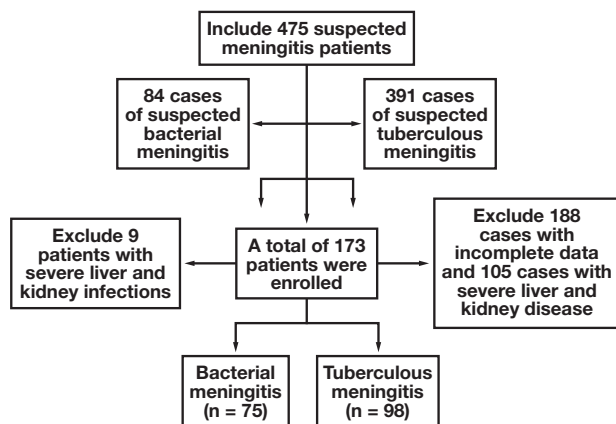 Include 475 suspected
meningitis patients
84 cases
of suspected
bacterial
meningitis
391 cases
of suspected
tuberculous
meningitis
Exclude 9
patients with
severe liver and
kidney infections
A total of 173
patients were
enrolled
Exclude 188
cases with
incomplete data
and 105 cases with
severe liver and
kidney disease
Bacterial
meningitis
(n = 75)
Tuberculous
meningitis
(n = 98)